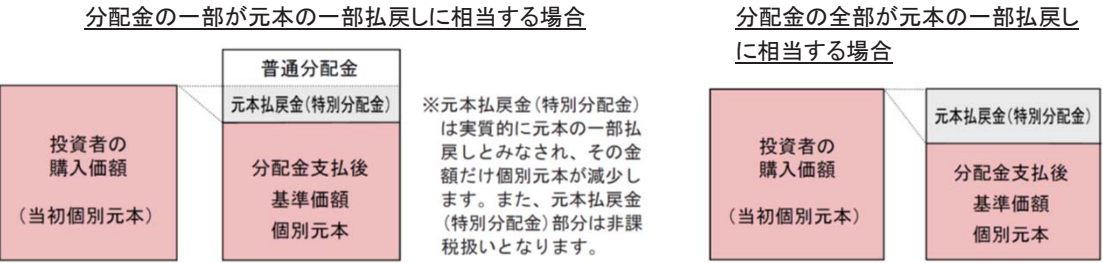 分配金の一部が元本の一部払戻しに相当する場合
普通分配金
元本払戻金(特別分配金)
投資者の
購入価額
(当初個別元本)
分配金支払後
基準価額
個別元本
※元本払戻金(特別分配金)
は実質的に元本の一部払
戻しとみなされ、その金
額だけ個別元本が減少し
ます。また、元本払戻金
(特別分配金)部分は非課
税扱いとなります。
分配金の全部が元本の一部払戻し
に相当する場合
元本払戻金(特別分配金)
投資者の
購入価額
(当初個別元本)
分配金支払後
基準価額
個別元本